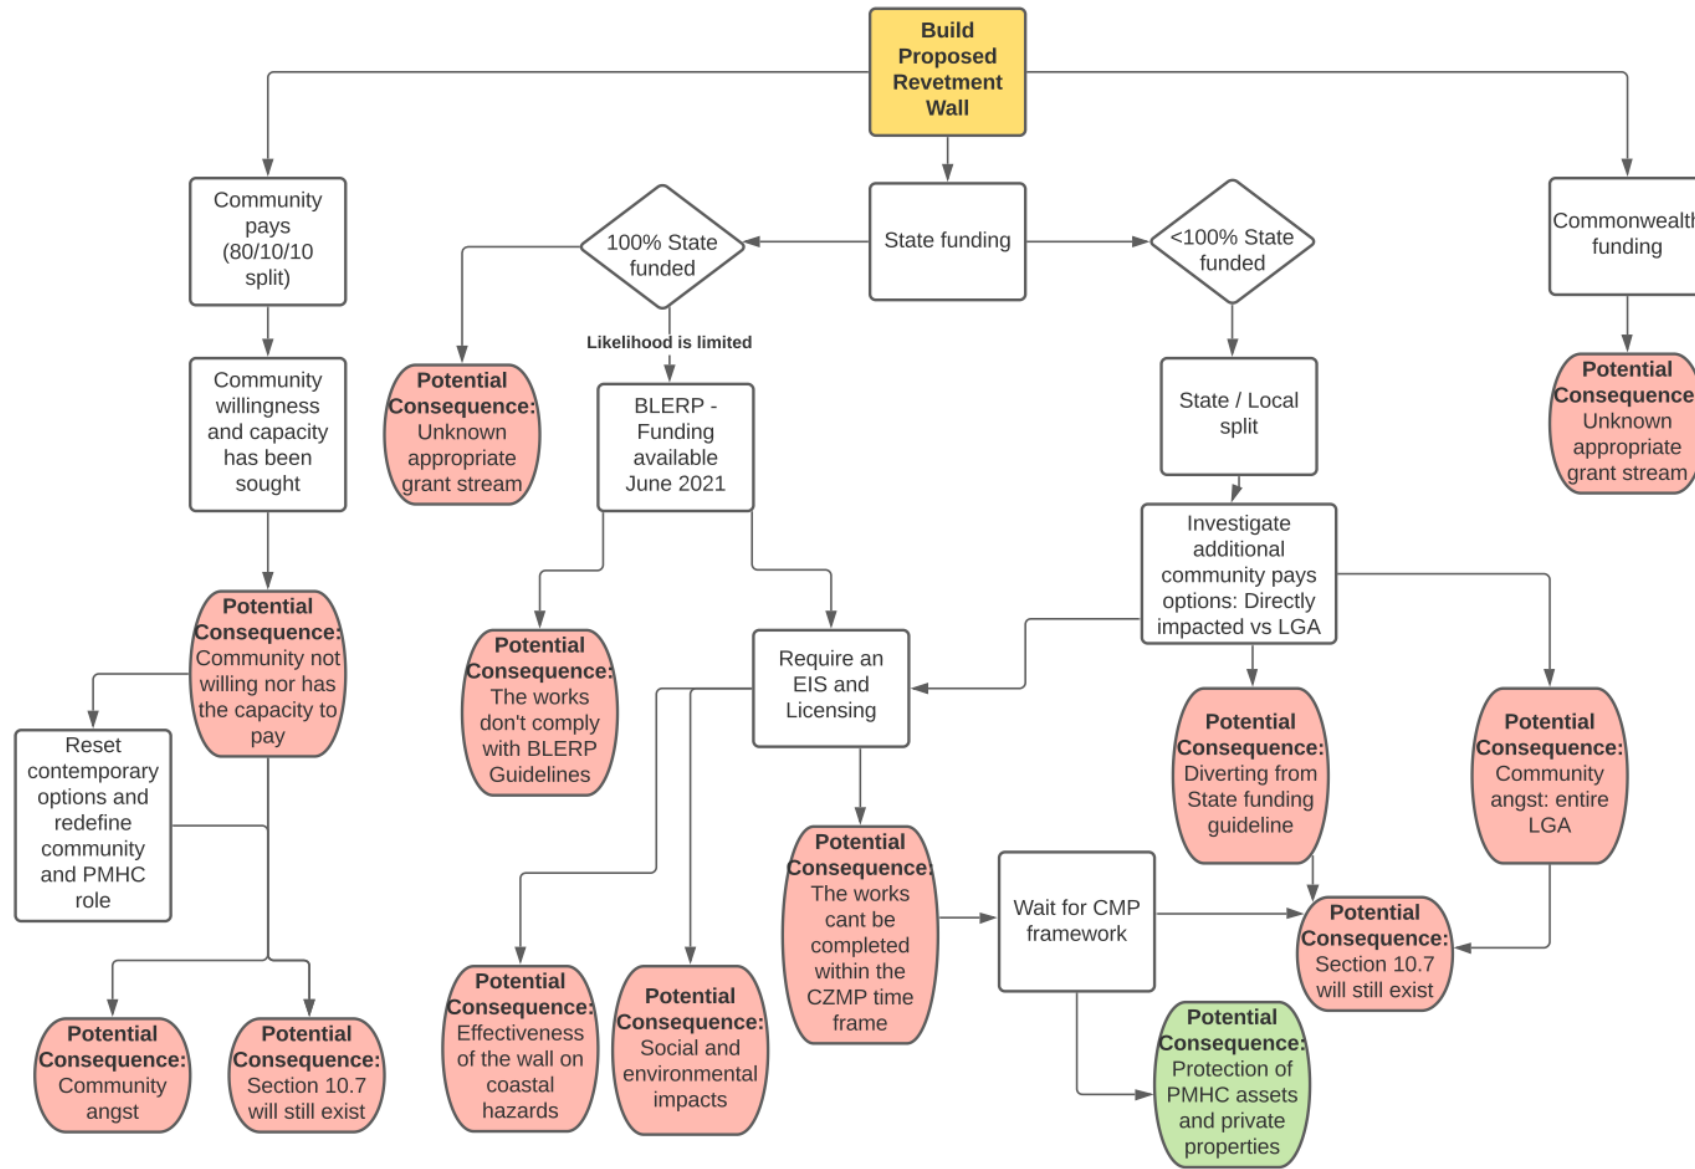 Build
Proposed
Revetment
Wall
Community
pays
(80/10/10
split)
100% State
funded
State funding
<100% State
funded
Commonwealth
funding
Likelihood is limited
Community
willingness
and capacity
has been
sought
Potential
Consequence:
Unknown
appropriate
grant stream
BLERP -
Funding
available
June 2021
State / Local
split
Potential
Consequence
Unknown
appropriate
grant stream
Investigate
additional
community pays
options: Directly
impacted vs LGA
Potential
Consequence:
Community not
willing nor has
the capacity to
pay
Potential
Consequence:
The works
don't comply
with BLERP
Guidelines
Require an
EIS and
Licensing
Potential
Consequence:
Diverting from
State funding
guideline
Potential
Consequence:
Community
angst: entire
LGA
Reset
contemporary
options and
redefine
community
and PMHC
role
Potential
Consequence:
The works
cant be
completed
within the
CZMP time
frame
Wait for CMP
framework
Potential
Consequence:
Section 10.7
will still exist
Potential
Consequence:
Community
angst
Potential
Consequence:
Section 10.7
will still exist
Potential
Consequence:
Effectiveness
of the wall on
coastal
hazards
Potential
Consequence:
Social and
environmental
impacts
Potential
Consequence:
Protection of
PMHC assets
and private
properties